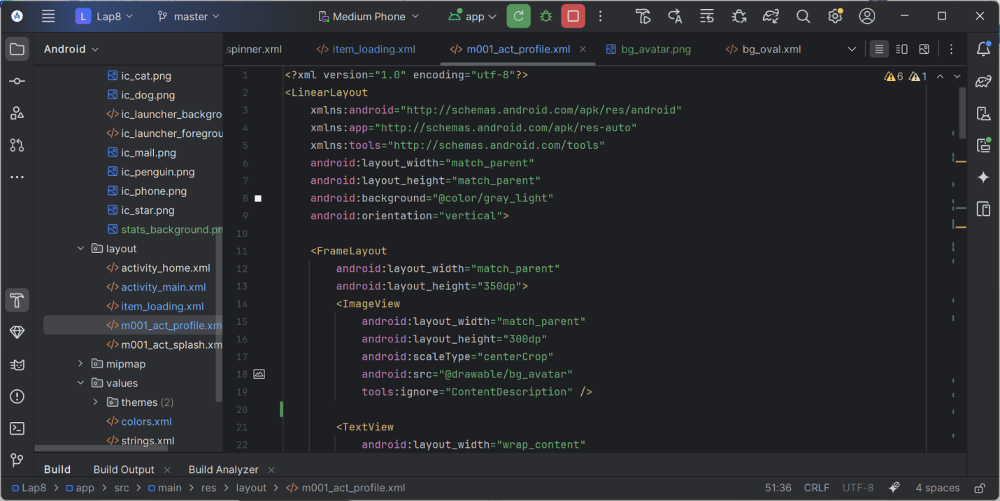 L Lap8 master Medium Phone app
Android
spinner.xml item_loading.xml m001_act_profile.xml bg_avatar.png bg_oval.xml
ic_cat.png
ic_dog.png
ic_launcher_backgro
ic_launcher_foregrou
ic_mail.png
ic_penguin.png
ic_phone.png
ic_star.png
stats_background.pn
layout
activity_home.xml
activity_main.xml
item_loading.xml
m001_act_profile.xm
m001_act_splash.xm
mipmap
values
themes (2)
colors.xml
strings.xml
6 1
1 <?xml version="1.0" encoding="utf-8"?>
2 <LinearLayout
3 xmlns:android="http://schemas.android.com/apk/res/android"
4 xmlns:app="http://schemas.android.com/apk/res-auto"
5 xmlns:tools="http://schemas.android.com/tools"
6 android:layout_width="match_parent"
7 android:layout_height="match_parent"
8 android:background="@color/gray_light"
9 android:orientation="vertical">
10
11 <FrameLayout
12 android:layout_width="match_parent"
13 android:layout_height="350dp">
14 <ImageView
15 android:layout_width="match_parent"
16 android:layout_height="300dp"
17 android:scaleType="centerCrop"
18 android:src="@drawable/bg_avatar"
19 tools:ignore="ContentDescription" />
20
21 <TextView
22 android:layout_width="wrap_content"
Build Build Output Build Analyzer
Lap8 > app > src > main > res > layout > m001_act_profile.xml 51:36 CRLF UTF-8 4 spaces